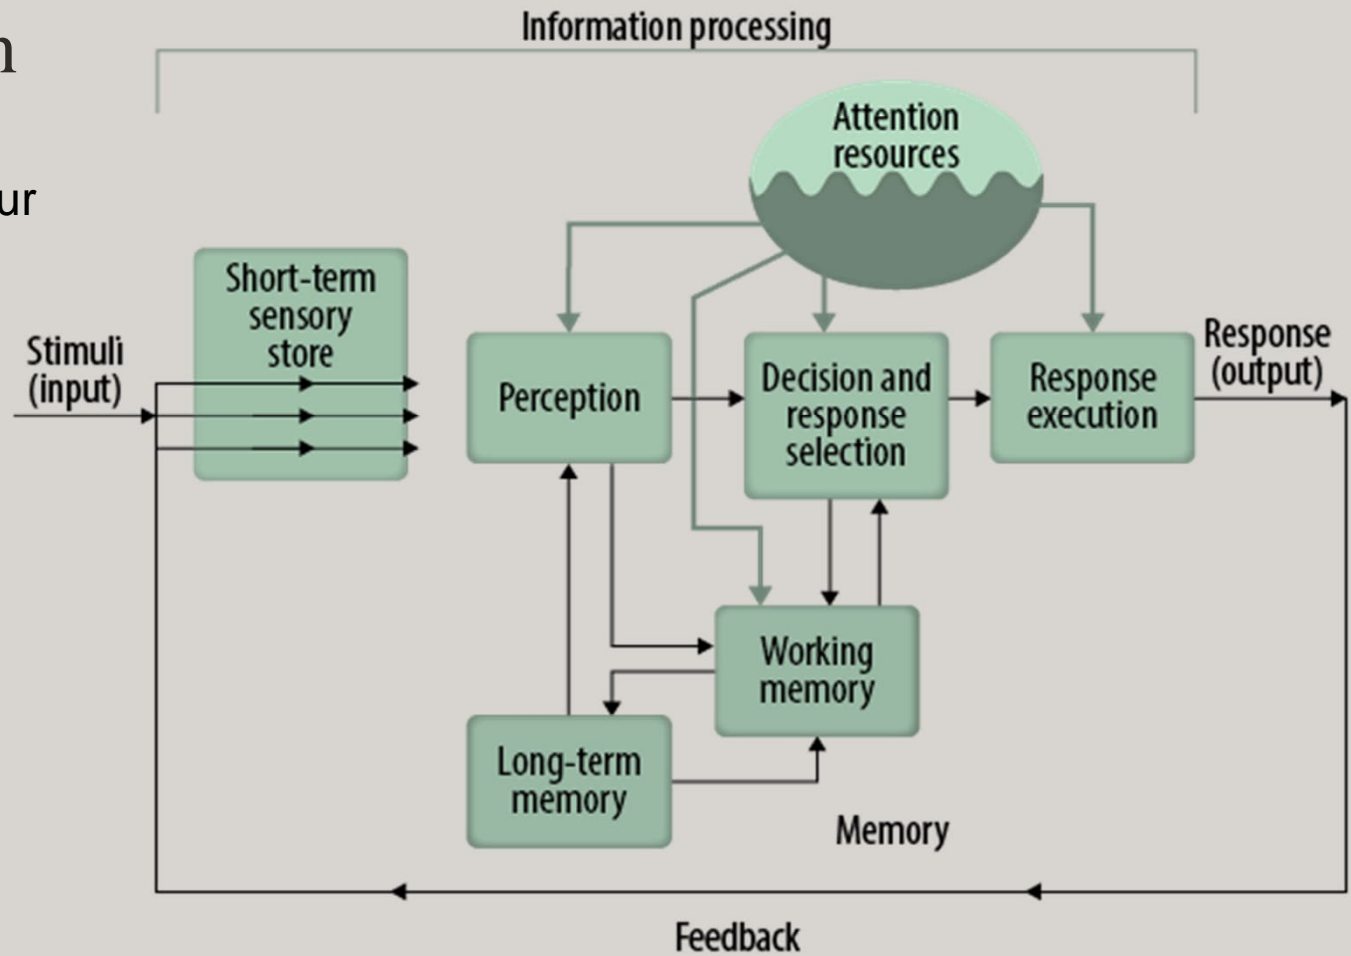 n
ur
Information processing
Attention
resources
Short-term
sensory
store
Stimuli
(input)
Perception
Decision and
response
selection
Response
execution
Response
(output)
Working
memory
Long-term
memory
Memory
Feedback